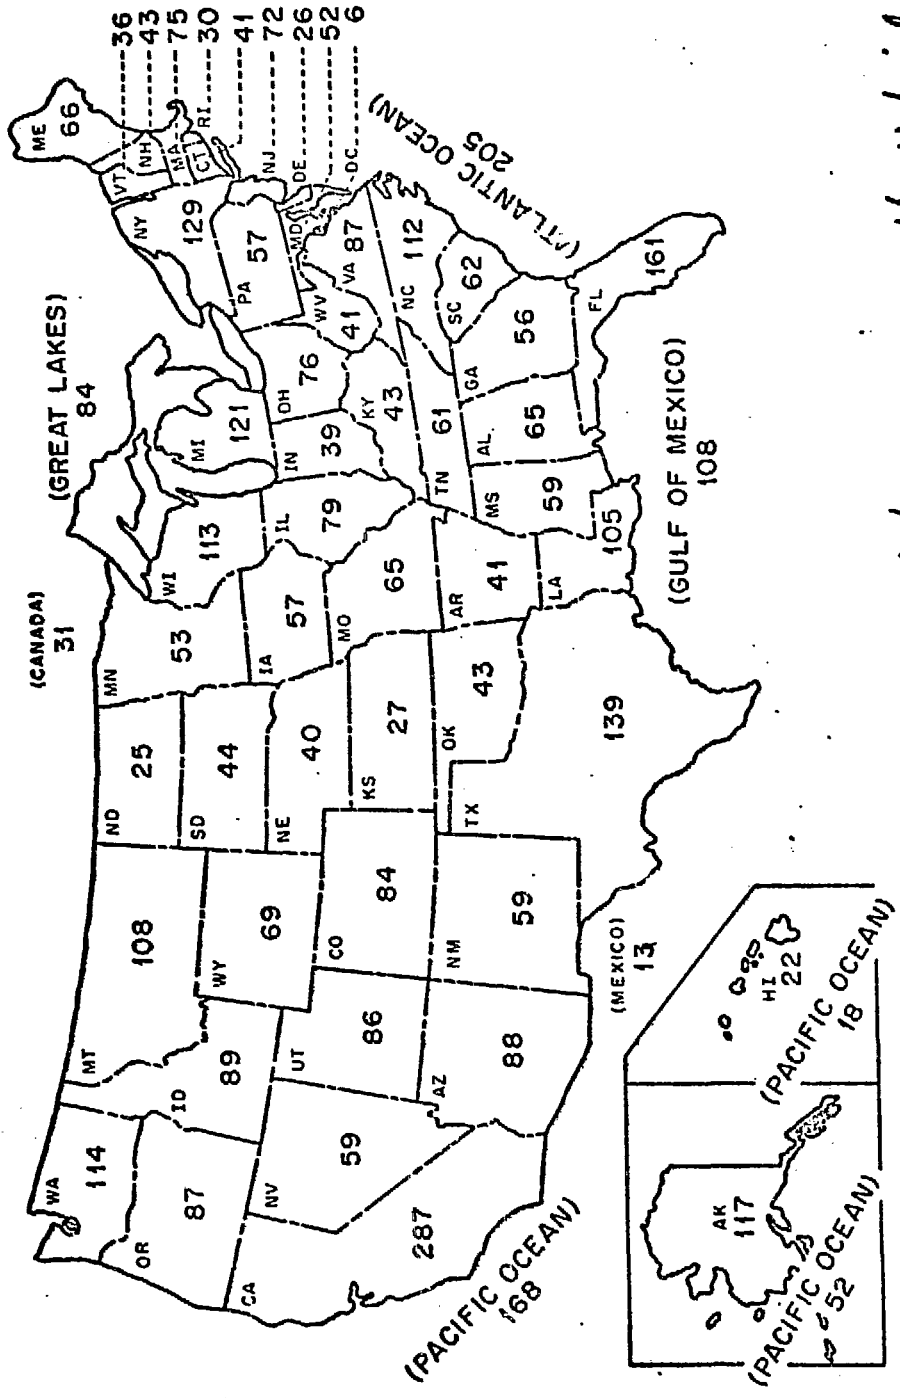 (CANADA)
31
(GREAT LAKES)
84
WA
114
MT
108
ND
25
MN
53
WI
113
MI
121
NY
129
VT
NH
ME
66
MA
CT
RI
36
43
75
30
41
72
26
52
6
OR
87
ID
89
WY
69
SD
44
IA
57
IL
79
IN
39
OH
76
PA
57
NJ
DE
MD
DC
NV
59
UT
86
CO
84
NE
40
KS
27
MO
65
KY
43
WV
41
VA
87
CA
287
AZ
88
NM
59
OK
43
AR
41
TN
61
NC
112
SC
62
TX
139
LA
105
MS
59
AL
65
GA
56
FL
161
(ATLANTIC OCEAN)
205
(PACIFIC OCEAN)
168
(MEXICO)
13
(GULF OF MEXICO)
108
AK
117
(PACIFIC OCEAN)
52
HI
22
(PACIFIC OCEAN)
18